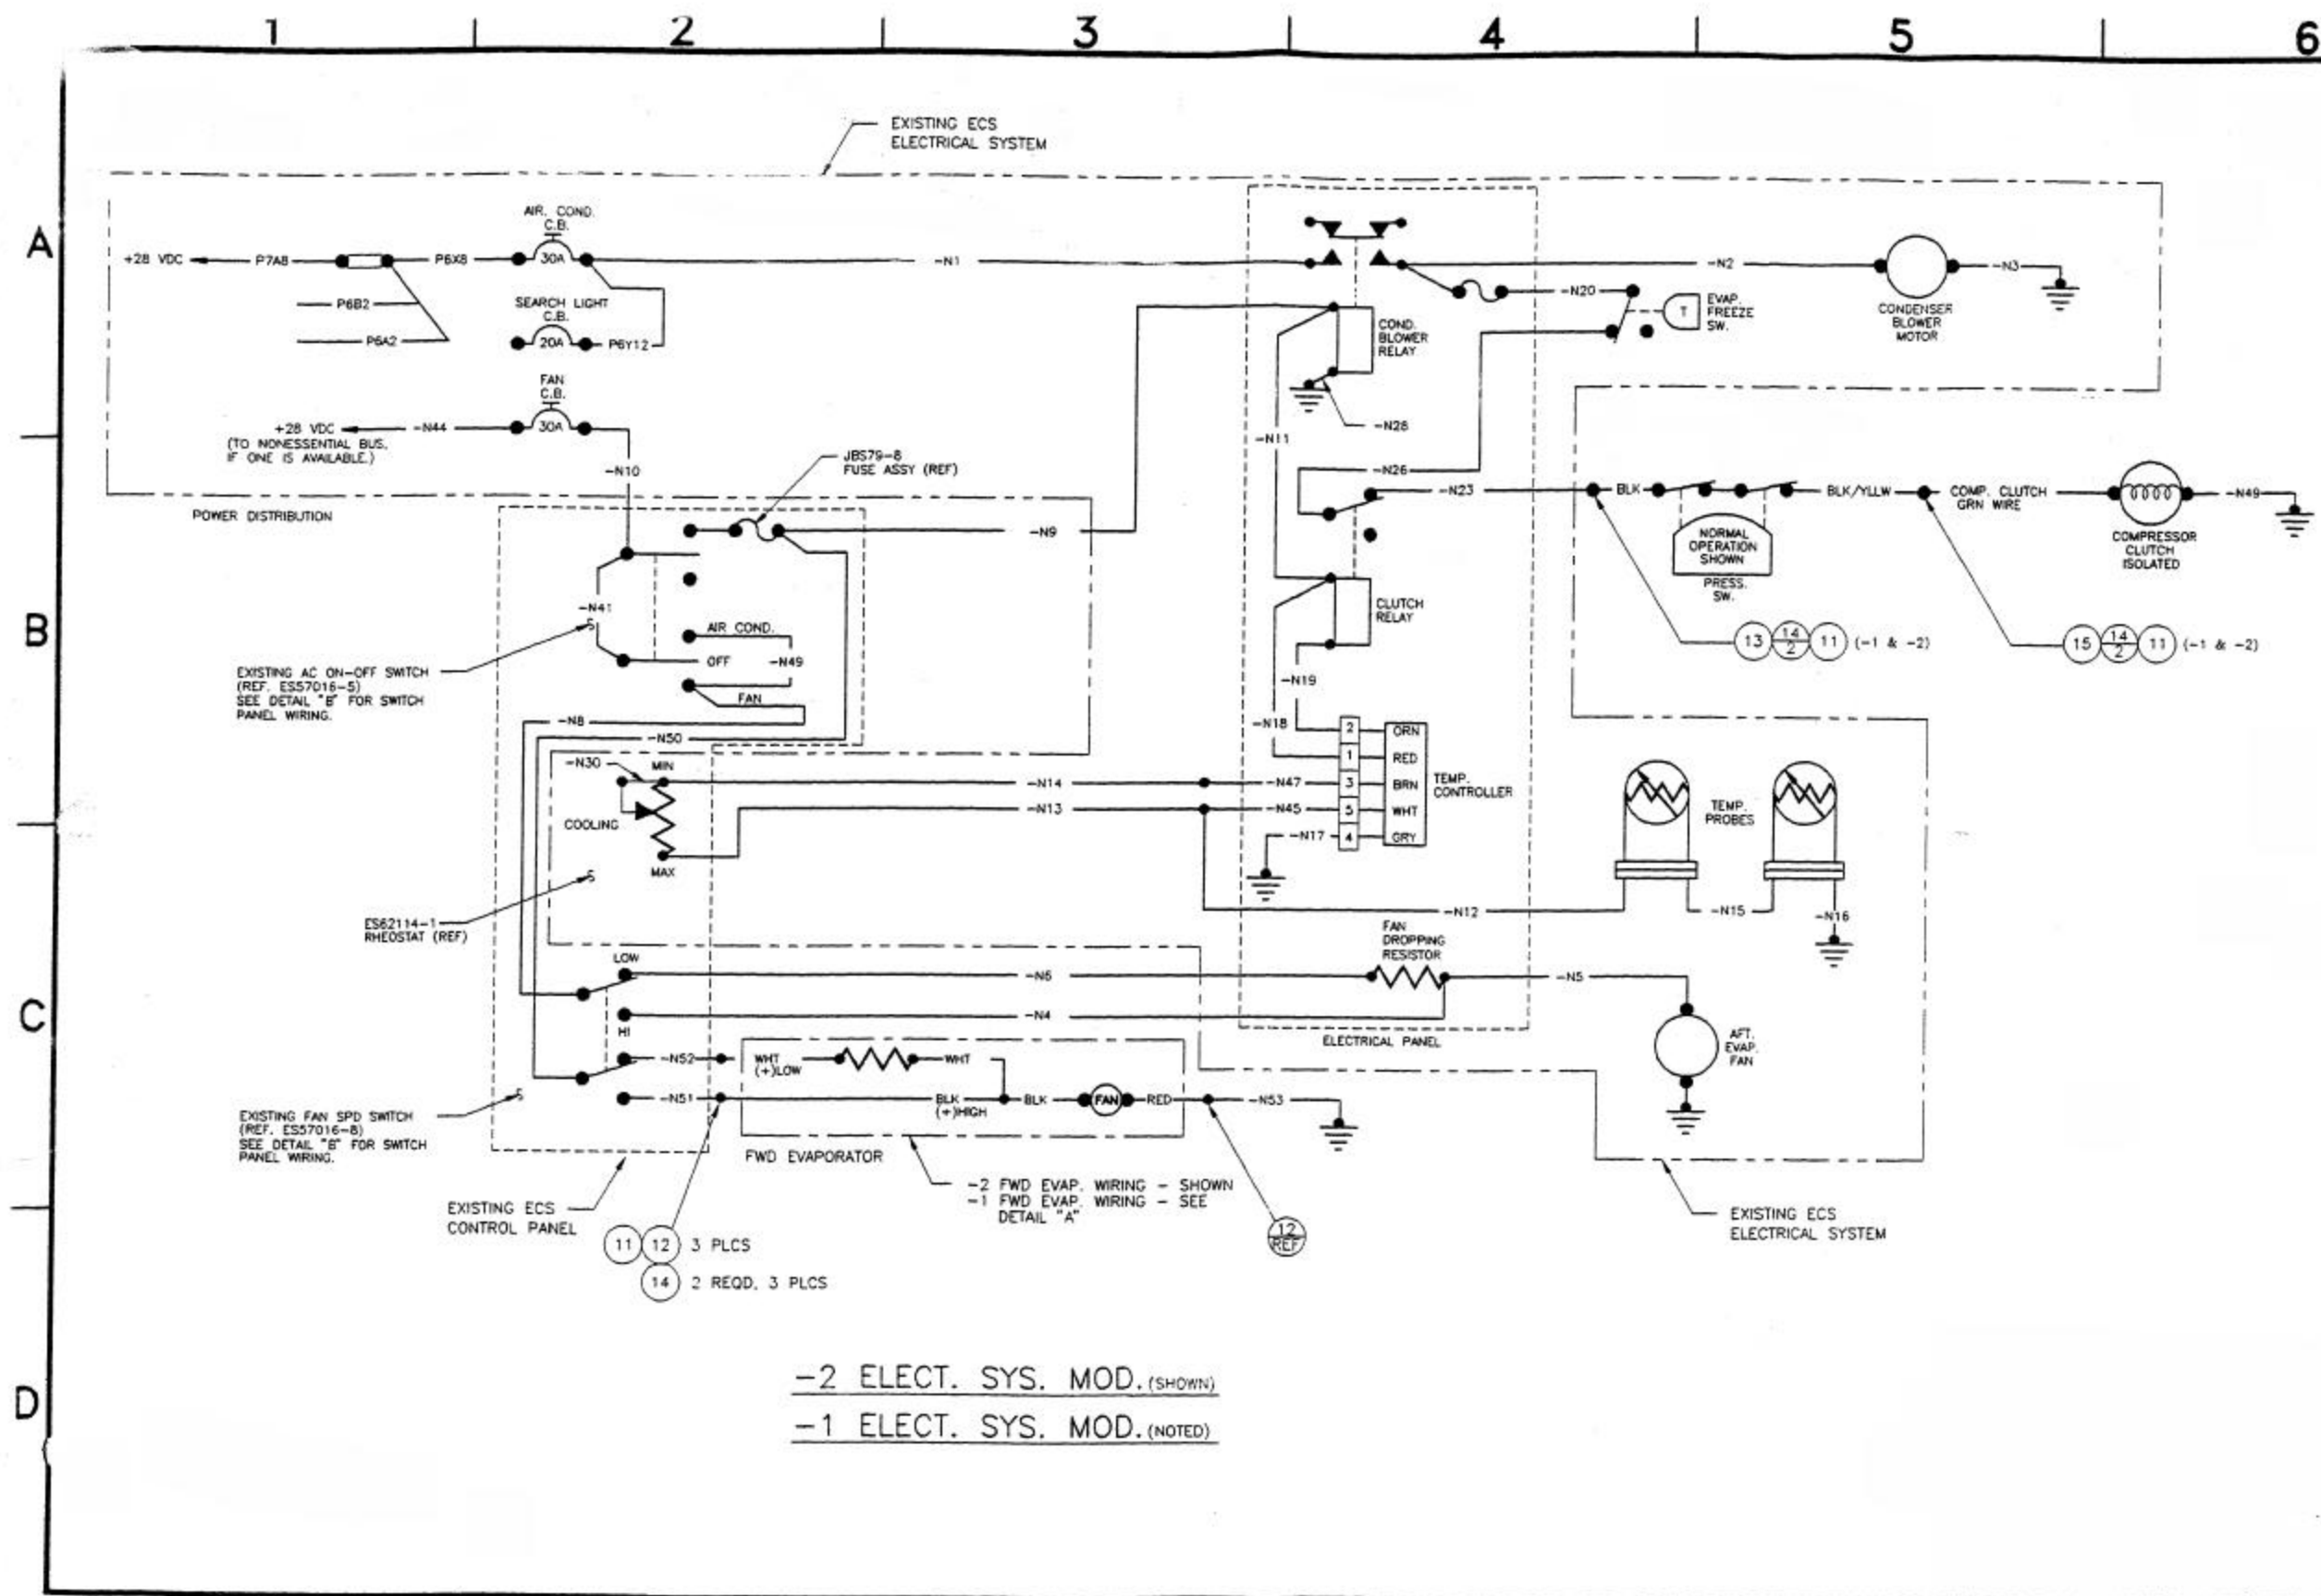 1
2
3
4
5
6
A
B
C
D
EXISTING ECS
ELECTRICAL SYSTEM
AIR. COND.
C.B.
+28 VDC
P7A8
P6X8
30A
-N1
P6B2
P6A2
SEARCH LIGHT
C.B.
20A
P6Y12
FAN
C.B.
30A
+28 VDC
-N44
(TO NONESSENTIAL BUS,
IF ONE IS AVAILABLE.)
-N10
POWER DISTRIBUTION
JBS79-8
FUSE ASSY (REF)
-N9
-N41
AIR COND.
OFF
-N49
FAN
EXISTING AC ON-OFF SWITCH
(REF. ES57016-5)
SEE DETAIL "B" FOR SWITCH
PANEL WIRING.
-N8
-N50
-N30
MIN
COOLING
MAX
-N14
-N13
ES62114-1
RHEOSTAT (REF)
LOW
HI
-N6
-N4
-N52
-N51
EXISTING FAN SPD SWITCH
(REF. ES57016-8)
SEE DETAIL "B" FOR SWITCH
PANEL WIRING.
WHT
(+)LOW
WHT
BLK
(+)HIGH
BLK
FAN
RED
-N53
FWD EVAPORATOR
-2 FWD EVAP. WIRING - SHOWN
-1 FWD EVAP. WIRING - SEE
DETAIL "A"
EXISTING ECS
CONTROL PANEL
11 12 3 PLCS
14 2 REQD, 3 PLCS
12
REF
COND.
BLOWER
RELAY
-N28
-N11
-N26
-N23
CLUTCH
RELAY
-N19
-N18
2 ORN
1 RED
-N47 3 BRN
-N45 5 WHT
-N17 4 GRY
TEMP.
CONTROLLER
-N12
FAN
DROPPING
RESISTOR
-N5
ELECTRICAL PANEL
-N2
-N3
-N20
T
EVAP.
FREEZE
SW.
CONDENSER
BLOWER
MOTOR
BLK
BLK/YLLW
COMP. CLUTCH
GRN WIRE
-N49
NORMAL
OPERATION
SHOWN
PRESS.
SW.
COMPRESSOR
CLUTCH
ISOLATED
13 14/2 11 (-1 & -2)
15 14/2 11 (-1 & -2)
TEMP.
PROBES
-N15
-N16
AFT.
EVAP.
FAN
EXISTING ECS
ELECTRICAL SYSTEM
-2 ELECT. SYS. MOD. (SHOWN)
-1 ELECT. SYS. MOD. (NOTED)